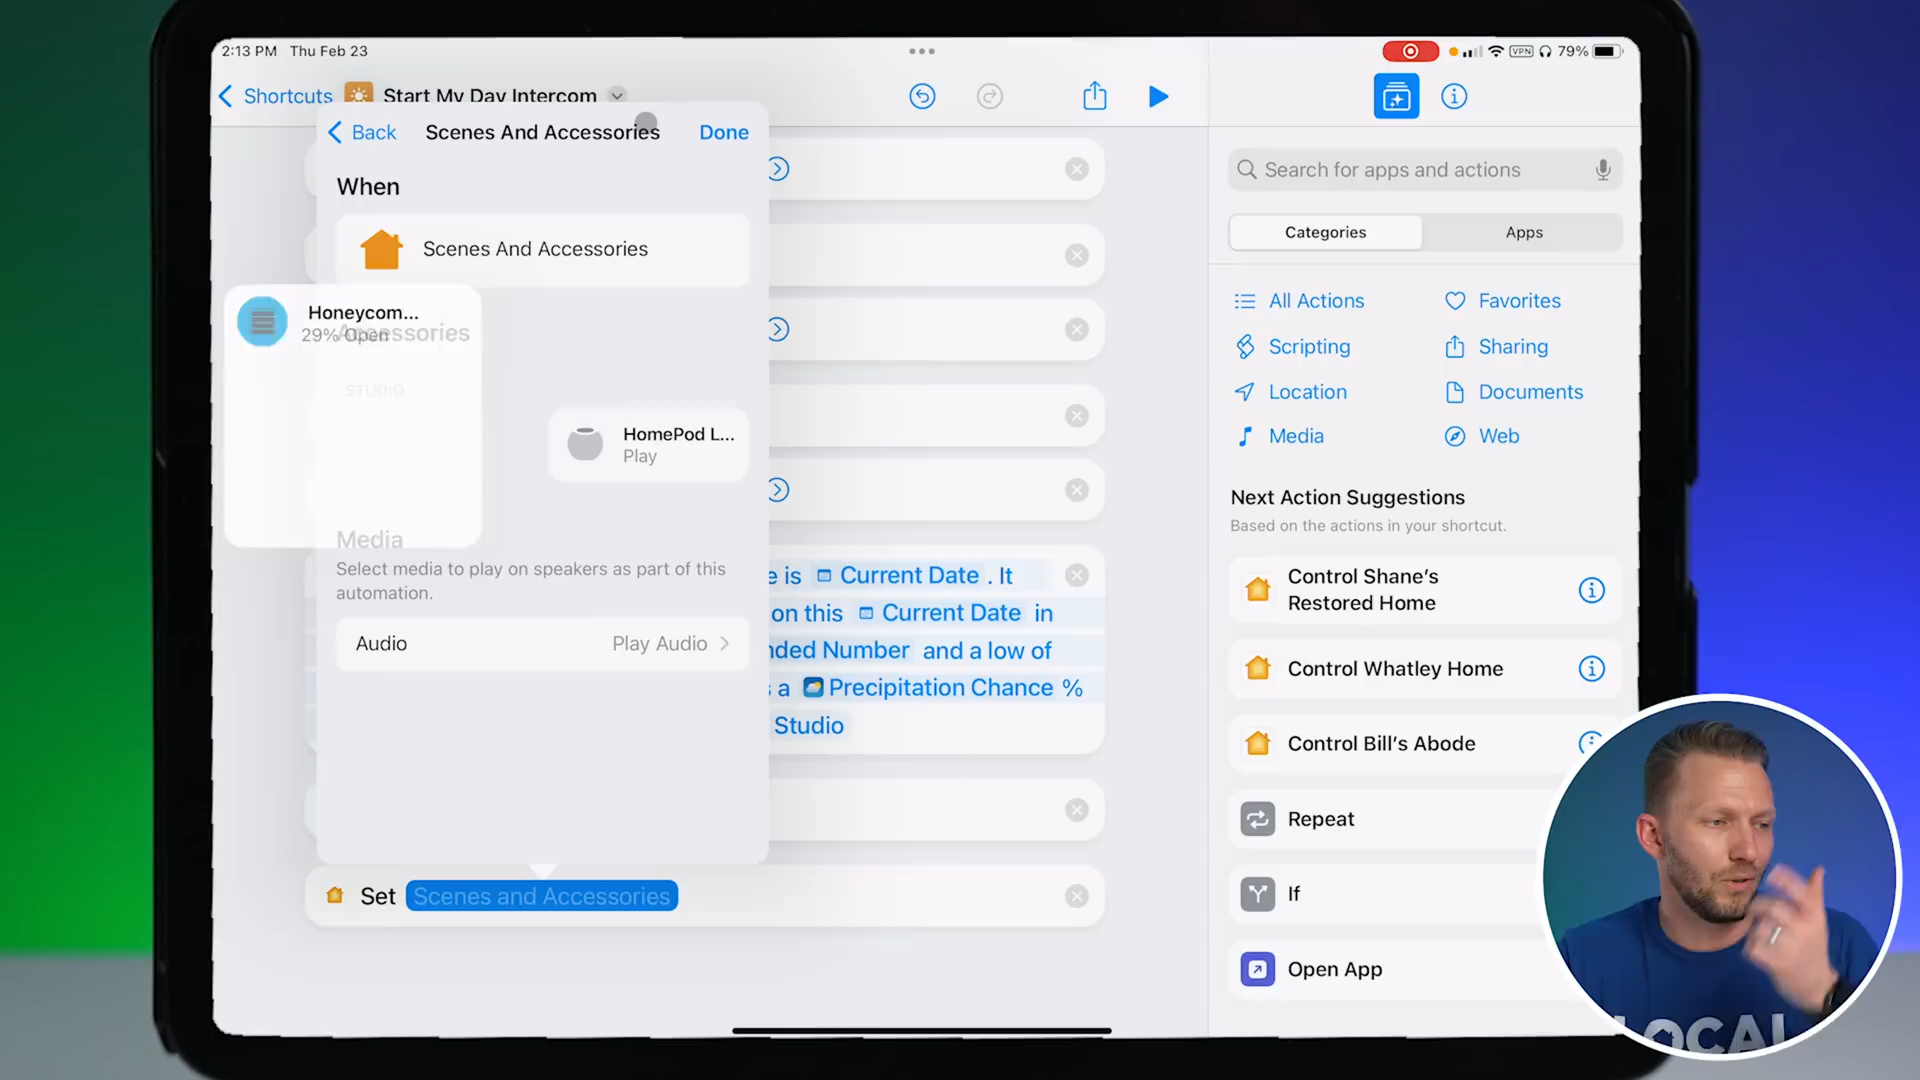 2:13 PM Thu Feb 23
VPN 79%
Shortcuts Start My Day Intercom
Back Scenes And Accessories Done
When
Scenes And Accessories
Honeycom...
29% Open
Accessories
STUDIO
HomePod L...
Play
Media
Select media to play on speakers as part of this
automation.
Audio Play Audio
e is Current Date . It
on this Current Date in
nded Number and a low of
s a Precipitation Chance %
Studio
Set Scenes and Accessories
Search for apps and actions
Categories Apps
All Actions Favorites
Scripting Sharing
Location Documents
Media Web
Next Action Suggestions
Based on the actions in your shortcut.
Control Shane's
Restored Home
Control Whatley Home
Control Bill's Abode
Repeat
If
Open App
LOCAL